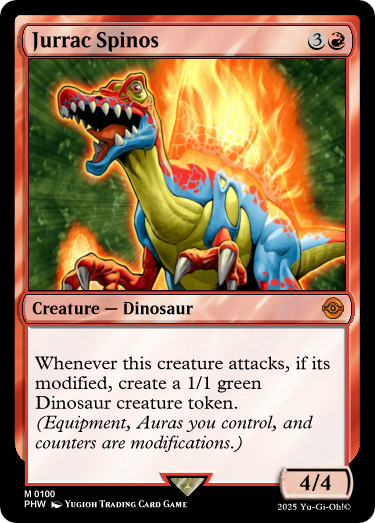 Jurrac Spinos 3
Creature — Dinosaur
Whenever this creature attacks, if its
modified, create a 1/1 green
Dinosaur creature token.
(Equipment, Auras you control, and
counters are modifications.)
4/4
M 0100
PHW Yugioh Trading Card Game
2025 Yu-Gi-Oh!©